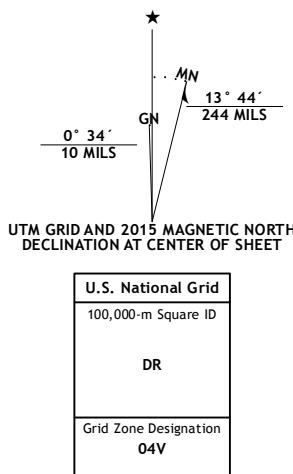 ★
MN
GN
13° 44´
244 MILS
0° 34´
10 MILS
UTM GRID AND 2015 MAGNETIC NORTH
DECLINATION AT CENTER OF SHEET
U.S. National Grid
100,000-m Square ID
DR
Grid Zone Designation
04V